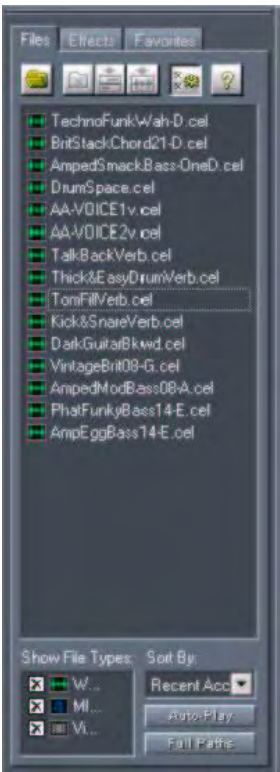 Files Effects Favorites
TechnoFunkWah-D.cel
BritStackChord21-D.cel
AmpedSmackBass-OneD.cel
DrumSpace.cel
AA-VOICE1v.cel
AA-VOICE2v.cel
TalkBackVerb.cel
Thick&EasyDrumVerb.cel
TomFillVerb.cel
Kick&SnareVerb.cel
DarkGuitarBkwd.cel
VintageBrit08-G.cel
AmpedModBass08-A.cel
PhatFunkyBass14-E.cel
AmpEggBass14-E.cel
Show File Types: Sort By:
W... Recent Acc
MI...
Vi... Auto-Play
Full Paths